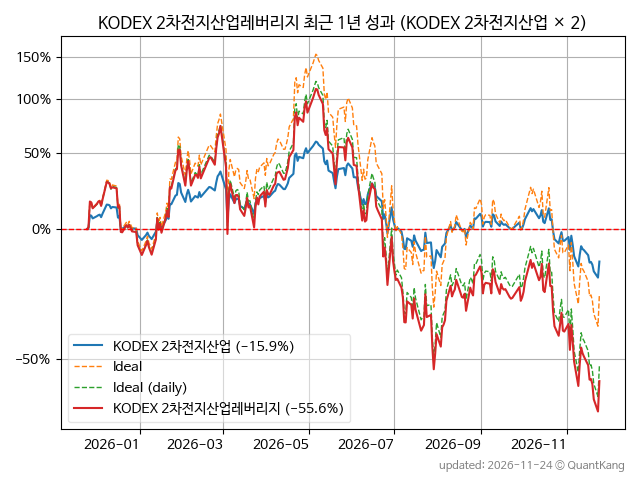 KODEX 2차전지산업레버리지 최근 1년 성과 (KODEX 2차전지산업 × 2)
150%
100%
50%
0%
−50%
KODEX 2차전지산업 (−15.9%)
Ideal
Ideal (daily)
KODEX 2차전지산업레버리지 (−55.6%)
2026−01 2026−03 2026−05 2026−07 2026−09 2026−11
updated: 2026−11−24 © QuantKang